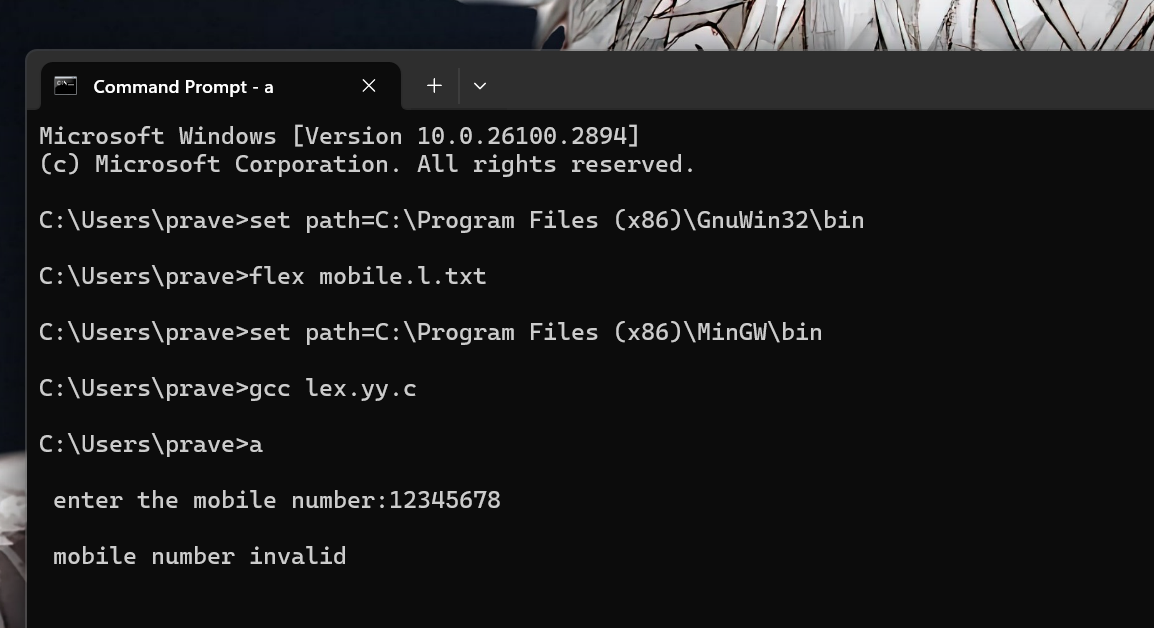 Command Prompt - a
Microsoft Windows [Version 10.0.26100.2894]
(c) Microsoft Corporation. All rights reserved.
C:\Users\prave>set path=C:\Program Files (x86)\GnuWin32\bin
C:\Users\prave>flex mobile.l.txt
C:\Users\prave>set path=C:\Program Files (x86)\MinGW\bin
C:\Users\prave>gcc lex.yy.c
C:\Users\prave>a
enter the mobile number:12345678
mobile number invalid